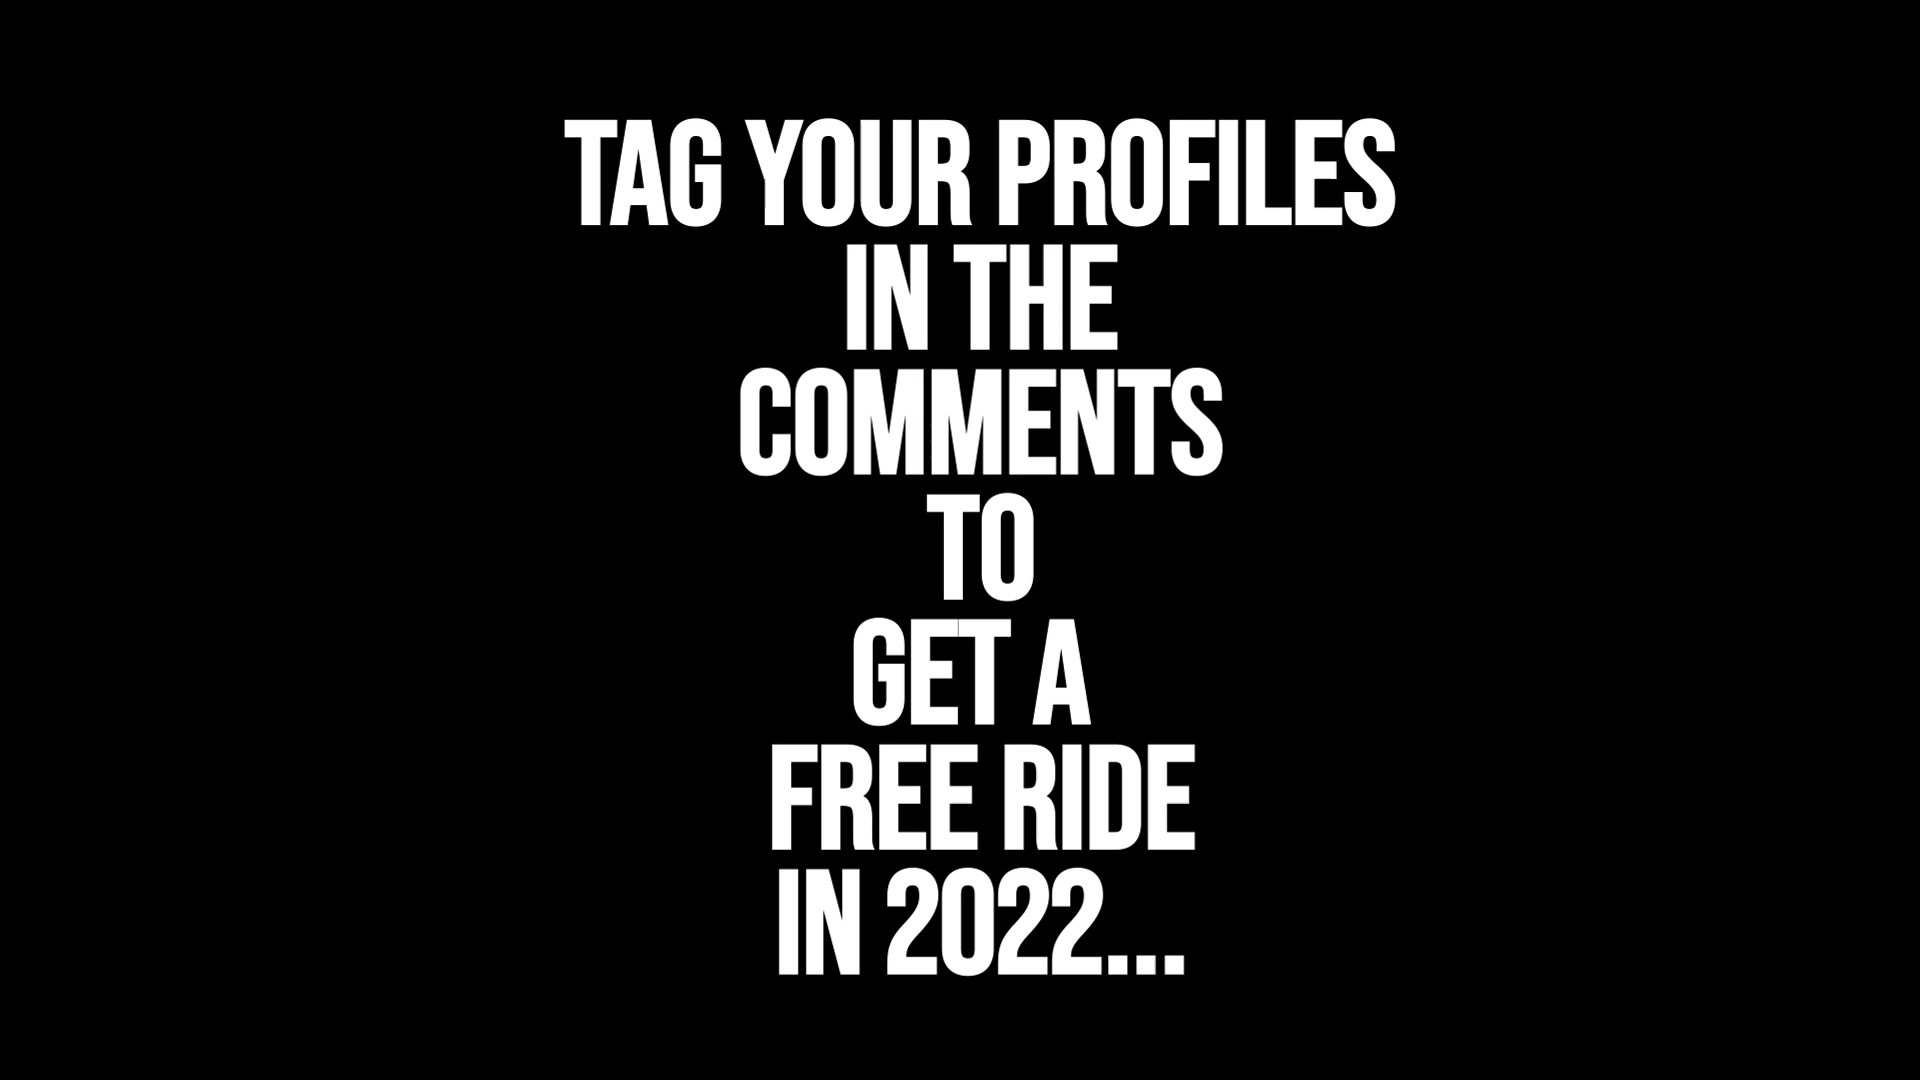 TAG YOUR PROFILES
IN THE
COMMENTS
TO
GET A
FREE RIDE
IN 2022...